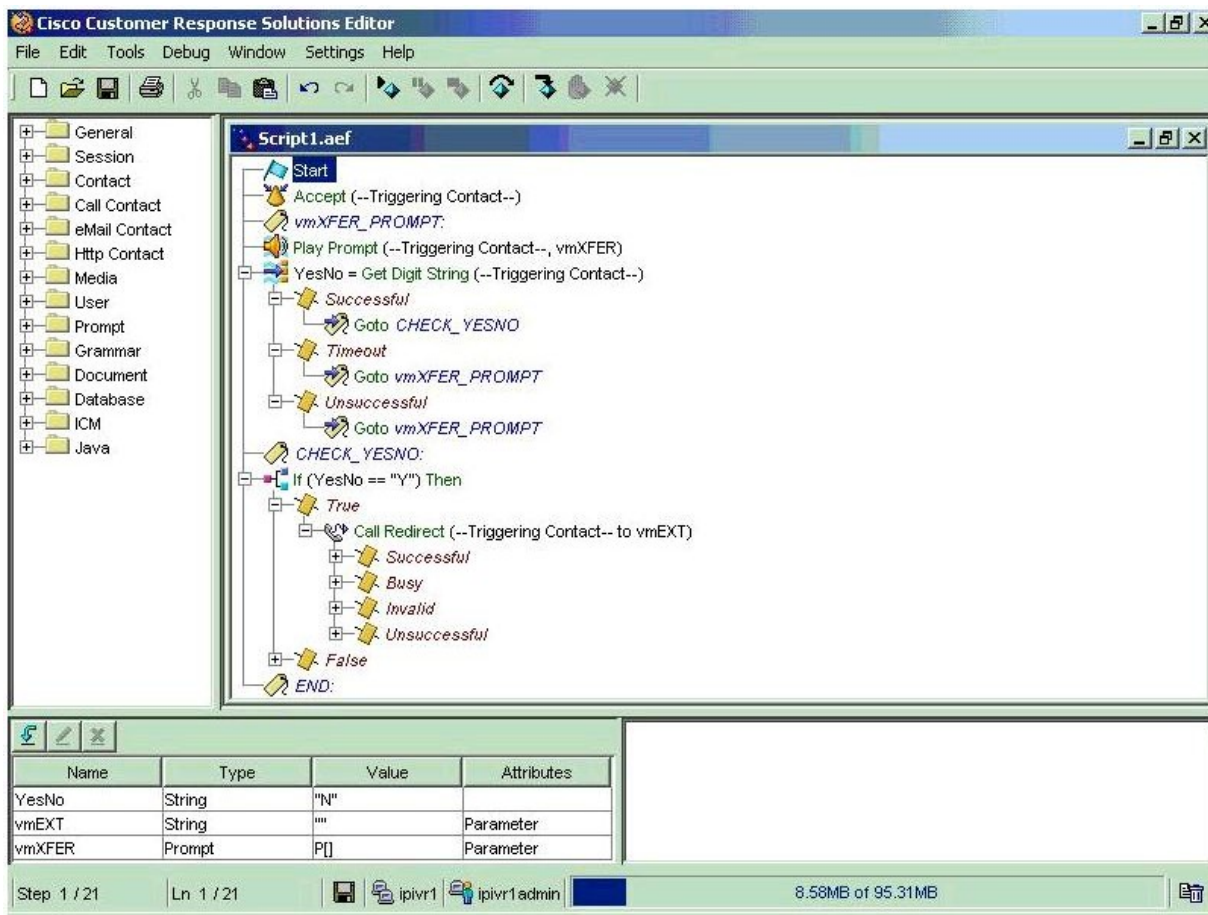 Cisco Customer Response Solutions Editor
File Edit Tools Debug Window Settings Help
General
Session
Contact
Call Contact
eMail Contact
Http Contact
Media
User
Prompt
Grammar
Document
Database
ICM
Java
Script1.aef
Start
Accept (--Triggering Contact--)
vmXFER_PROMPT:
Play Prompt (--Triggering Contact--, vmXFER)
YesNo = Get Digit String (--Triggering Contact--)
Successful
Goto CHECK_YESNO
Timeout
Goto vmXFER_PROMPT
Unsuccessful
Goto vmXFER_PROMPT
CHECK_YESNO:
If (YesNo == "Y") Then
True
Call Redirect (--Triggering Contact-- to vmEXT)
Successful
Busy
Invalid
Unsuccessful
False
END:
Name Type Value Attributes
YesNo String "N"
vmEXT String "" Parameter
vmXFER Prompt P[] Parameter
Step 1 / 21 Ln 1 / 21 ipivr1 ipivr1admin 8.58MB of 95.31MB